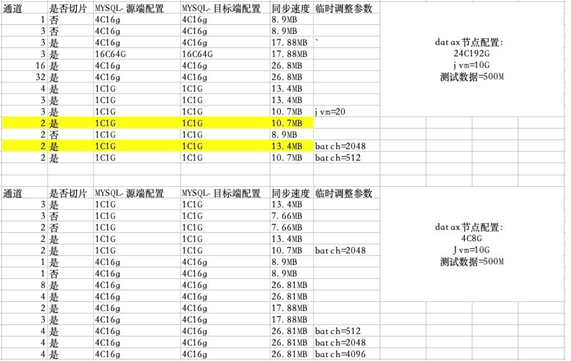 通道 是否切片 MYSQL-源端配置 MYSQL-目标端配置 同步速度 临时调整参数
1 否 4C16g 4C16g 8.9MB
3 否 4C16g 4C16g 8.9MB
3 是 4C16g 4C16g 17.88MB `
3 是 16C64G 16C64G 17.88MB
16 是 4C16g 4C16g 26.8MB
32 是 4C16g 4C16g 26.8MB
4 是 1C1G 1C1G 13.4MB
3 是 1C1G 1C1G 13.4MB
3 是 1C1G 1C1G 10.7MB jvm=20
2 是 1C1G 1C1G 10.7MB
2 否 1C1G 1C1G 8.9MB
2 是 1C1G 1C1G 13.4MB batch=2048
2 是 1C1G 1C1G 10.7MB batch=512
datax节点配置:
24C192G
jvm=10G
测试数据=500M
通道 是否切片 MYSQL-源端配置 MYSQL-目标端配置 同步速度 临时调整参数
3 是 1C1G 1C1G 13.4MB
3 否 1C1G 1C1G 7.66MB
2 否 1C1G 1C1G 7.66MB
2 是 1C1G 1C1G 13.4MB
2 是 1C1G 1C1G 10.7MB batch=2048
1 是 4C16g 4C16g 8.9MB
1 否 4C16g 4C16g 8.9MB
8 是 4C16g 4C16g 26.81MB
4 是 4C16g 4C16g 26.81MB
2 是 4C16g 4C16g 17.88MB
3 是 4C16g 4C16g 17.88MB
4 是 4C16g 4C16g 26.81MB batch=512
4 是 4C16g 4C16g 26.81MB batch=2048
4 是 4C16g 4C16g 26.81MB batch=4096
datax节点配置:
4C8G
Jvm=10G
测试数据=500M